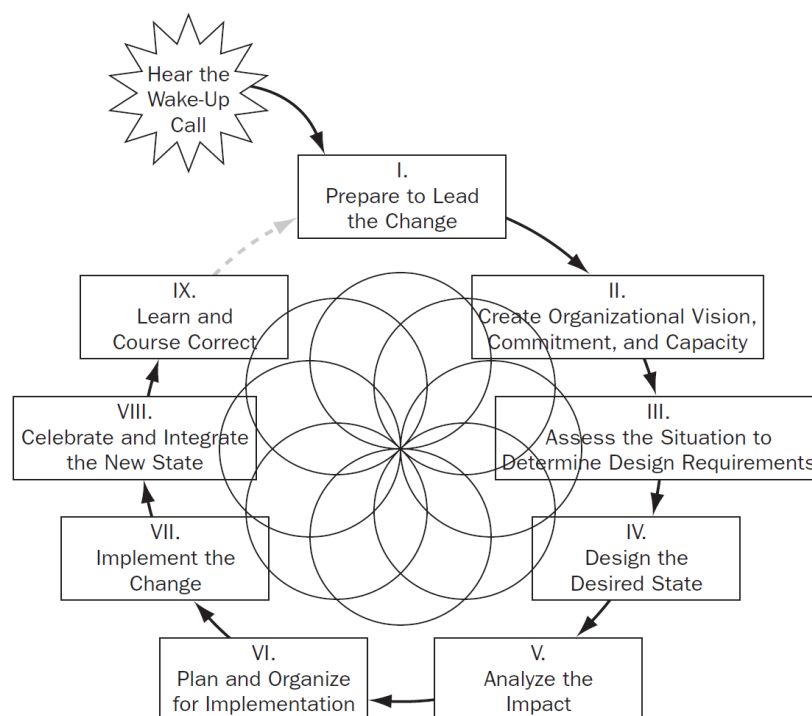 Hear the
Wake-Up
Call
I.
Prepare to Lead
the Change
II.
Create Organizational Vision,
Commitment, and Capacity
III.
Assess the Situation to
Determine Design Requirements
IV.
Design the
Desired State
V.
Analyze the
Impact
VI.
Plan and Organize
for Implementation
VII.
Implement the
Change
VIII.
Celebrate and Integrate
the New State
IX.
Learn and
Course Correct